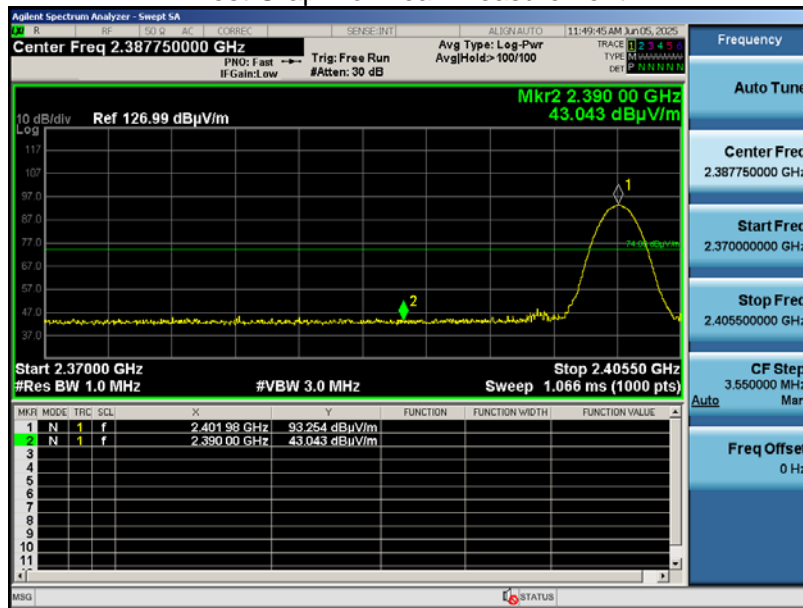 Agilent Spectrum Analyzer - Swept SA
R RF 50 Ω AC CORREC SENSE:INT ALIGN AUTO 11:49:45 AM Jun 05, 2025
Center Freq 2.387750000 GHz
PNO: Fast
IFGain:Low
Trig: Free Run
#Atten: 30 dB
Avg Type: Log-Pwr
Avg|Hold:>100/100
TRACE 1 2 3 4 5 6
TYPE M
DET P N N N N N
Mkr2 2.390 00 GHz
43.043 dBµV/m
10 dB/div Ref 126.99 dBµV/m
Log
117
107
97.0
87.0
77.0
67.0
57.0
47.0
37.0
1
2
74.00 dBµV/m
Start 2.37000 GHz Stop 2.40550 GHz
#Res BW 1.0 MHz #VBW 3.0 MHz Sweep 1.066 ms (1000 pts)
MKR MODE TRC SCL X Y FUNCTION FUNCTION WIDTH FUNCTION VALUE
1 N 1 f 2.401 98 GHz 93.254 dBµV/m
2 N 1 f 2.390 00 GHz 43.043 dBµV/m
3
4
5
6
7
8
9
10
11
MSG STATUS
Frequency
Auto Tune
Center Freq
2.387750000 GHz
Start Freq
2.370000000 GHz
Stop Freq
2.405500000 GHz
CF Step
3.550000 MHz
Auto Man
Freq Offset
0 Hz